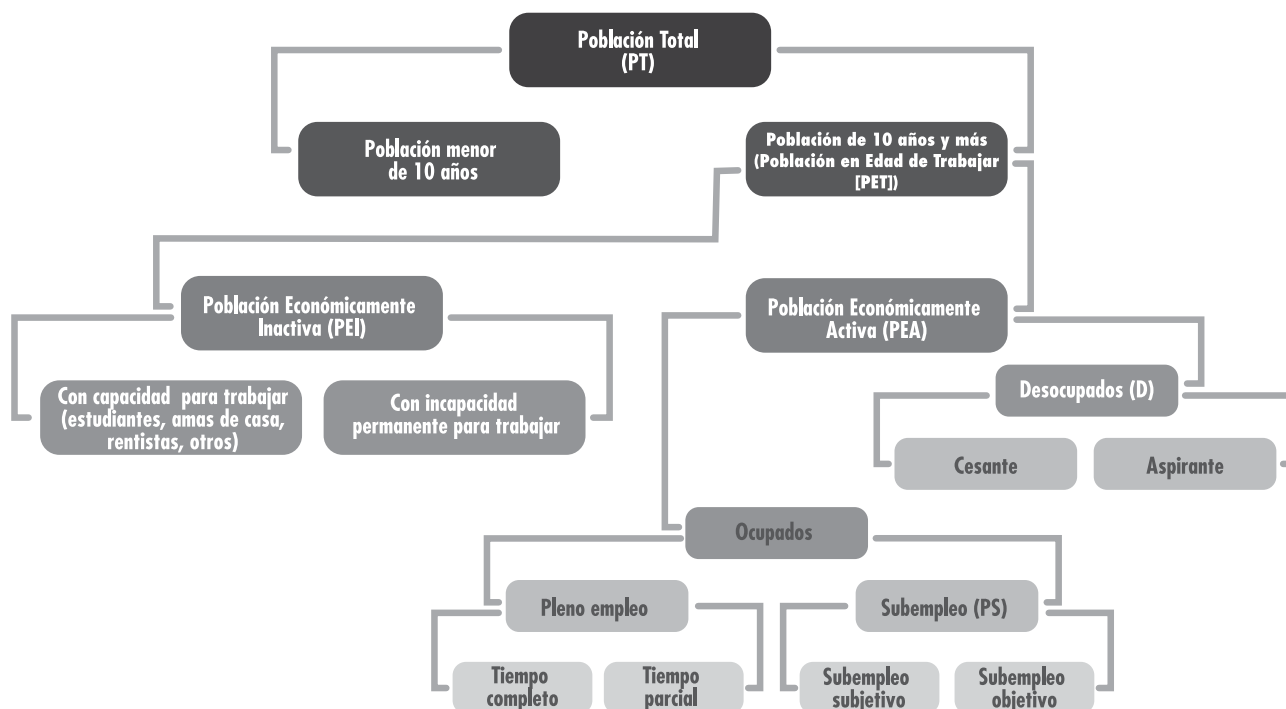 Población Total
(PT)
Población menor
de 10 años
Población de 10 años y más
(Población en Edad de Trabajar
[PET])
Población Económicamente
Inactiva (PEI)
Población Económicamente
Activa (PEA)
Con capacidad para trabajar
(estudiantes, amas de casa,
rentistas, otros)
Con incapacidad
permanente para trabajar
Desocupados (D)
Cesante
Aspirante
Ocupados
Pleno empleo
Subempleo (PS)
Tiempo
completo
Tiempo
parcial
Subempleo
subjetivo
Subempleo
objetivo